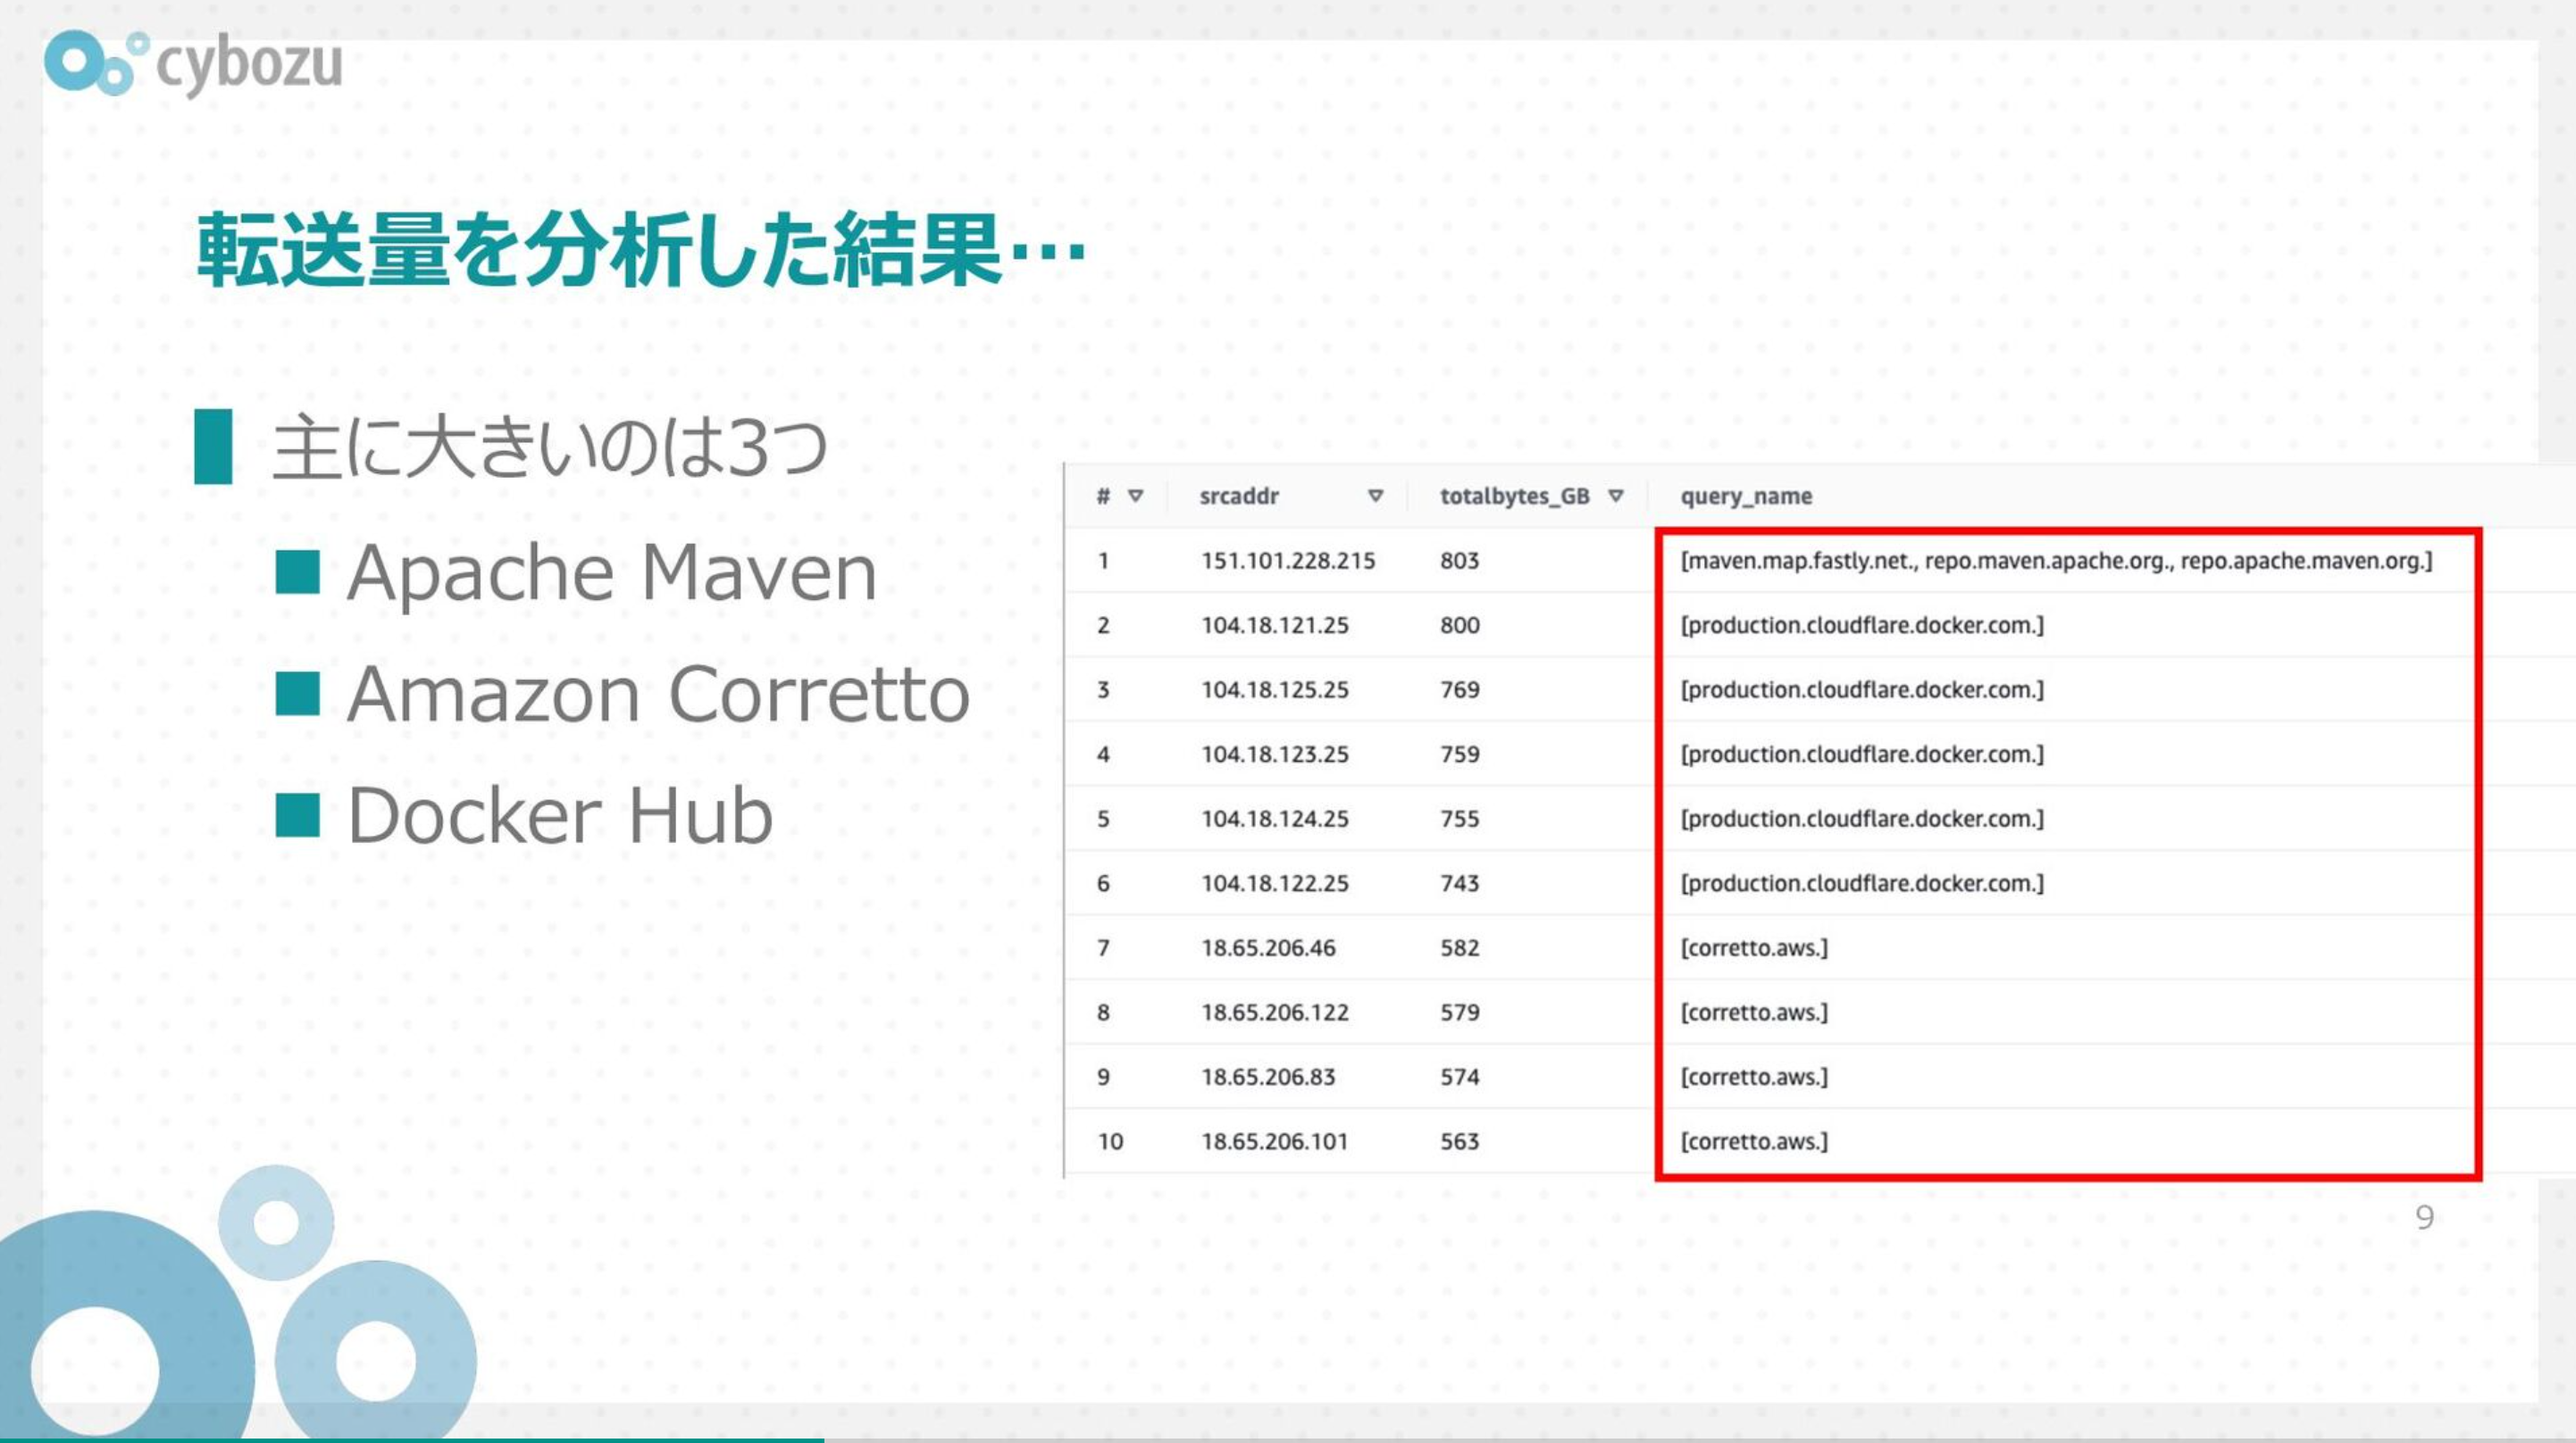 cybozu
転送量を分析した結果…
主に大きいのは3つ
Apache Maven
Amazon Corretto
Docker Hub
# srcaddr totalbytes_GB query_name
1 151.101.228.215 803 [maven.map.fastly.net., repo.maven.apache.org., repo.apache.maven.org.]
2 104.18.121.25 800 [production.cloudflare.docker.com.]
3 104.18.125.25 769 [production.cloudflare.docker.com.]
4 104.18.123.25 759 [production.cloudflare.docker.com.]
5 104.18.124.25 755 [production.cloudflare.docker.com.]
6 104.18.122.25 743 [production.cloudflare.docker.com.]
7 18.65.206.46 582 [corretto.aws.]
8 18.65.206.122 579 [corretto.aws.]
9 18.65.206.83 574 [corretto.aws.]
10 18.65.206.101 563 [corretto.aws.]
9